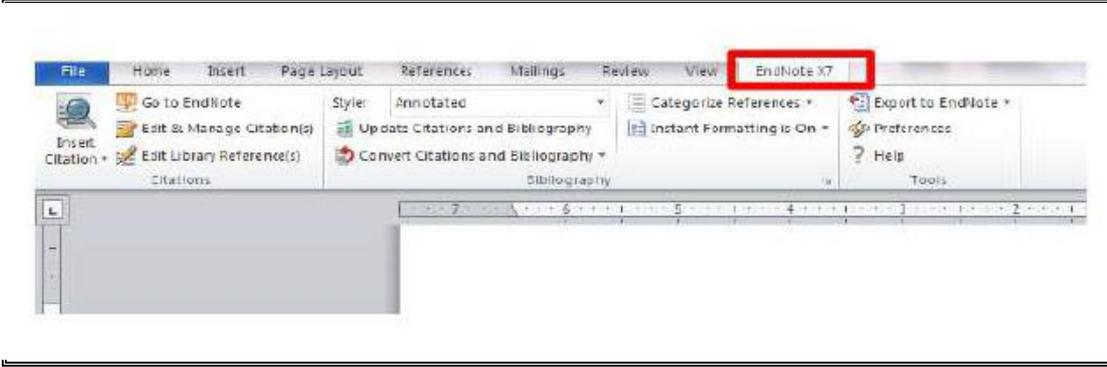 File Home Insert Page Layout References Mailings Review View EndNote X7
Go to EndNote Style: Annotated Categorize References Export to EndNote
Edit & Manage Citation(s) Update Citations and Bibliography Instant Formatting is On Preferences
Insert Citation Edit Library Reference(s) Convert Citations and Bibliography ? Help
Citations Bibliography Tools
L 7 6 5 4 3 2 1